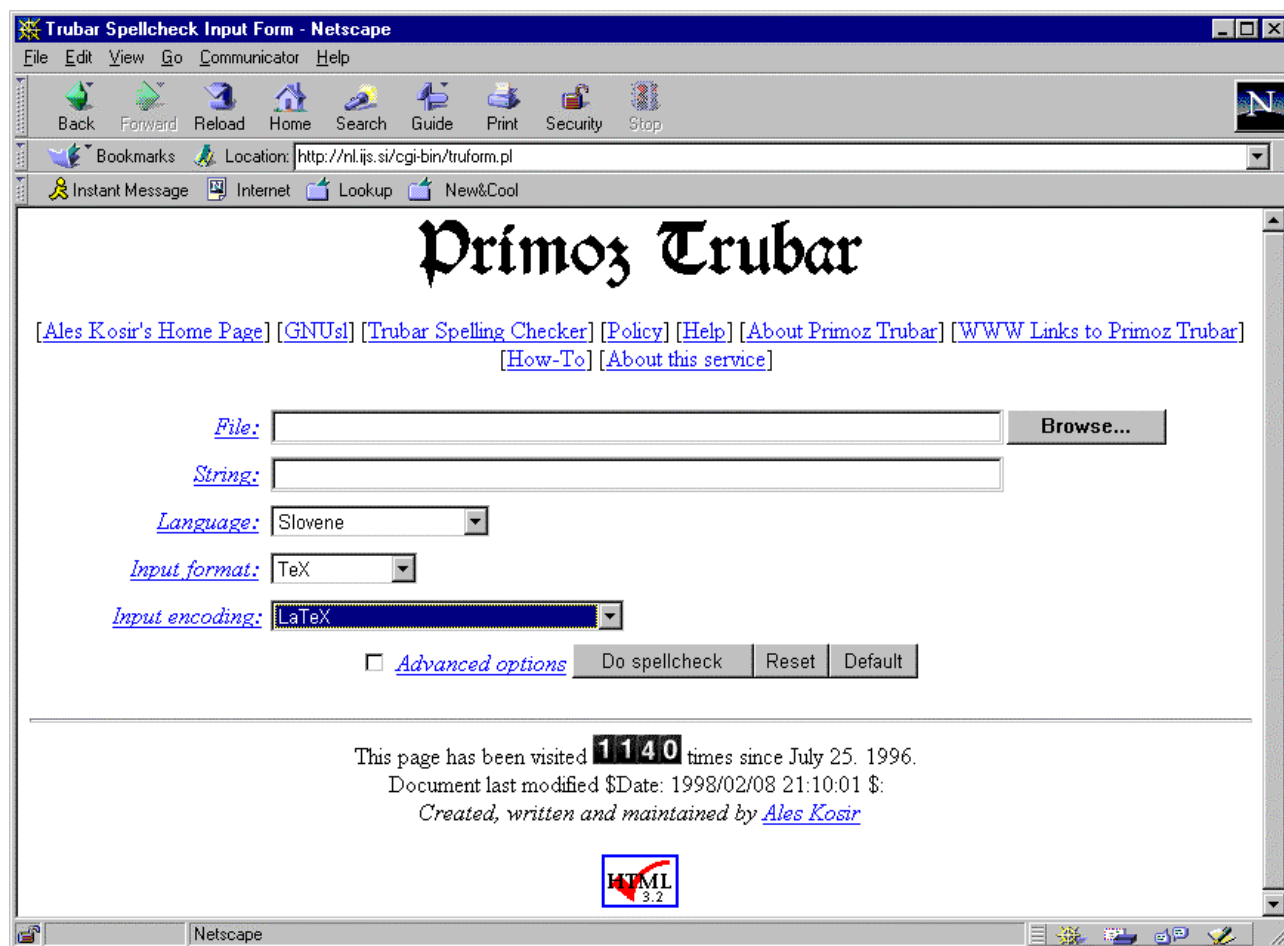 Trubar Spellcheck Input Form - Netscape
File Edit View Go Communicator Help
Back Forward Reload Home Search Guide Print Security Stop
N
Bookmarks Location: http://nl.ijs.si/cgi-bin/truform.pl
Instant Message Internet Lookup New&Cool
Primoz Trubar
[Ales Kosir's Home Page] [GNUsl] [Trubar Spelling Checker] [Policy] [Help] [About Primoz Trubar] [WWW Links to Primoz Trubar]
[How-To] [About this service]
File: Browse...
String:
Language: Slovene
Input format: TeX
Input encoding: LaTeX
Advanced options Do spellcheck Reset Default
This page has been visited 1140 times since July 25. 1996.
Document last modified $Date: 1998/02/08 21:10:01 $:
Created, written and maintained by Ales Kosir
HTML
3.2
Netscape